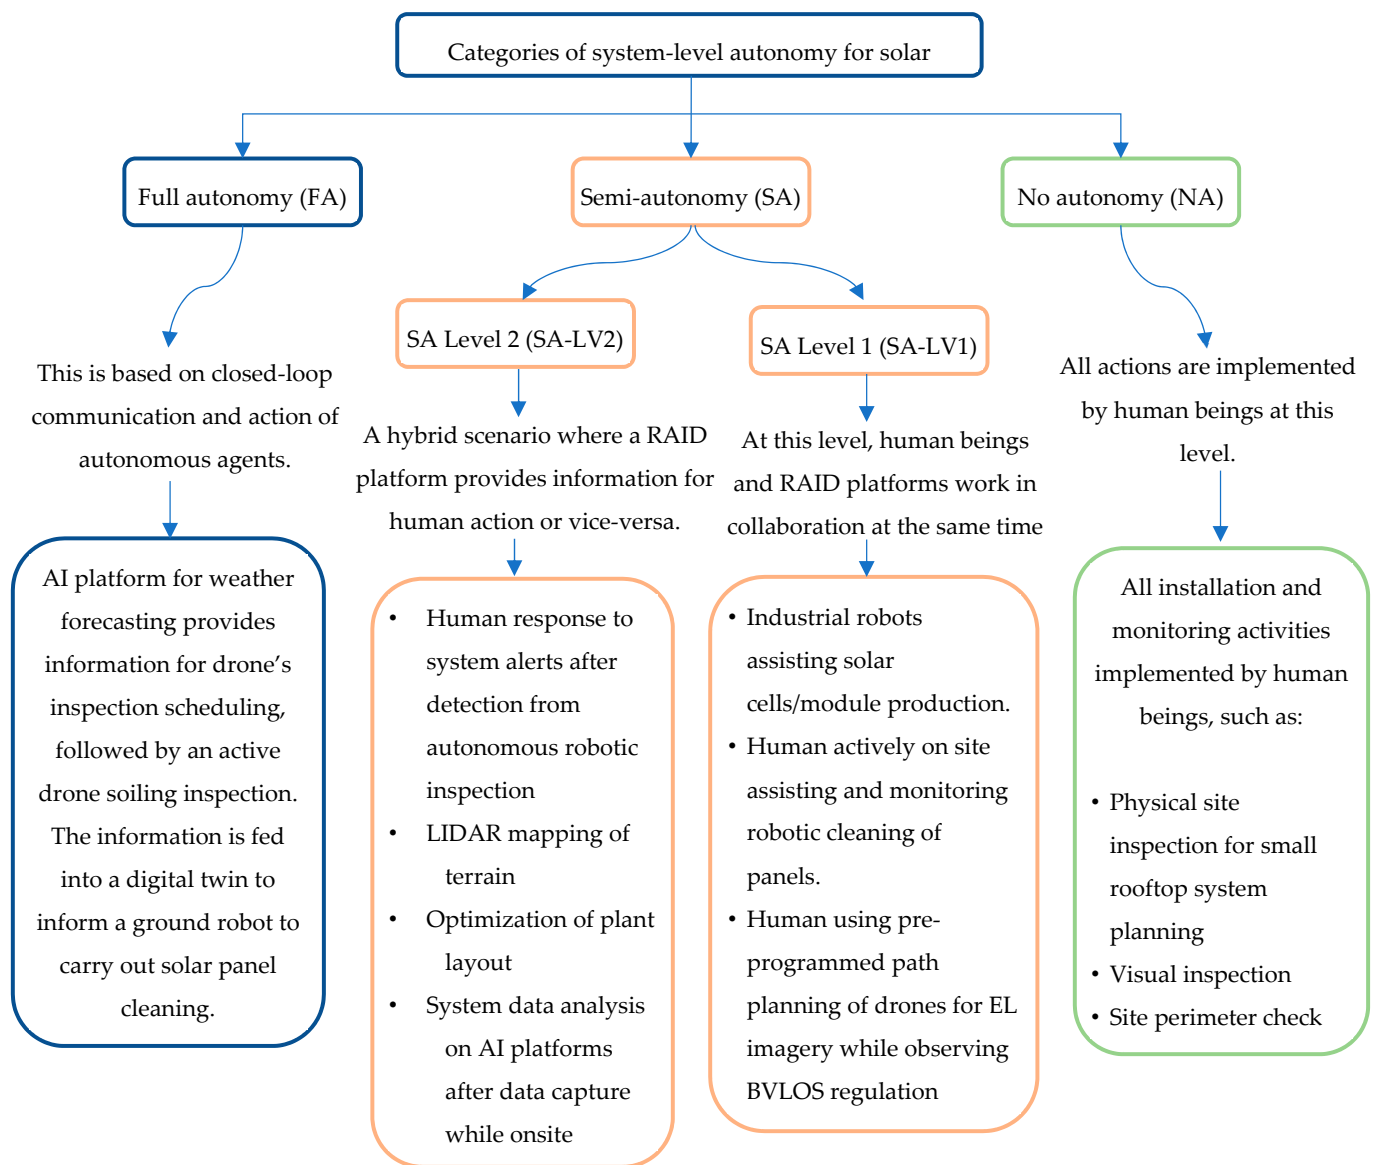 Categories of system-level autonomy for solar
Full autonomy (FA)
Semi-autonomy (SA)
No autonomy (NA)
SA Level 2 (SA-LV2)
SA Level 1 (SA-LV1)
This is based on closed-loop
communication and action of
autonomous agents.
A hybrid scenario where a RAID
platform provides information for
human action or vice-versa.
At this level, human beings
and RAID platforms work in
collaboration at the same time
All actions are implemented
by human beings at this
level.
AI platform for weather
forecasting provides
information for drone’s
inspection scheduling,
followed by an active
drone soiling inspection.
The information is fed
into a digital twin to
inform a ground robot to
carry out solar panel
cleaning.
• Human response to
system alerts after
detection from
autonomous robotic
inspection
• LIDAR mapping of
terrain
• Optimization of plant
layout
• System data analysis
on AI platforms
after data capture
while onsite
• Industrial robots
assisting solar
cells/module production.
• Human actively on site
assisting and monitoring
robotic cleaning of
panels.
• Human using pre-
programmed path
planning of drones for EL
imagery while observing
BVLOS regulation
All installation and
monitoring activities
implemented by human
beings, such as:
• Physical site
inspection for small
rooftop system
planning
• Visual inspection
• Site perimeter check